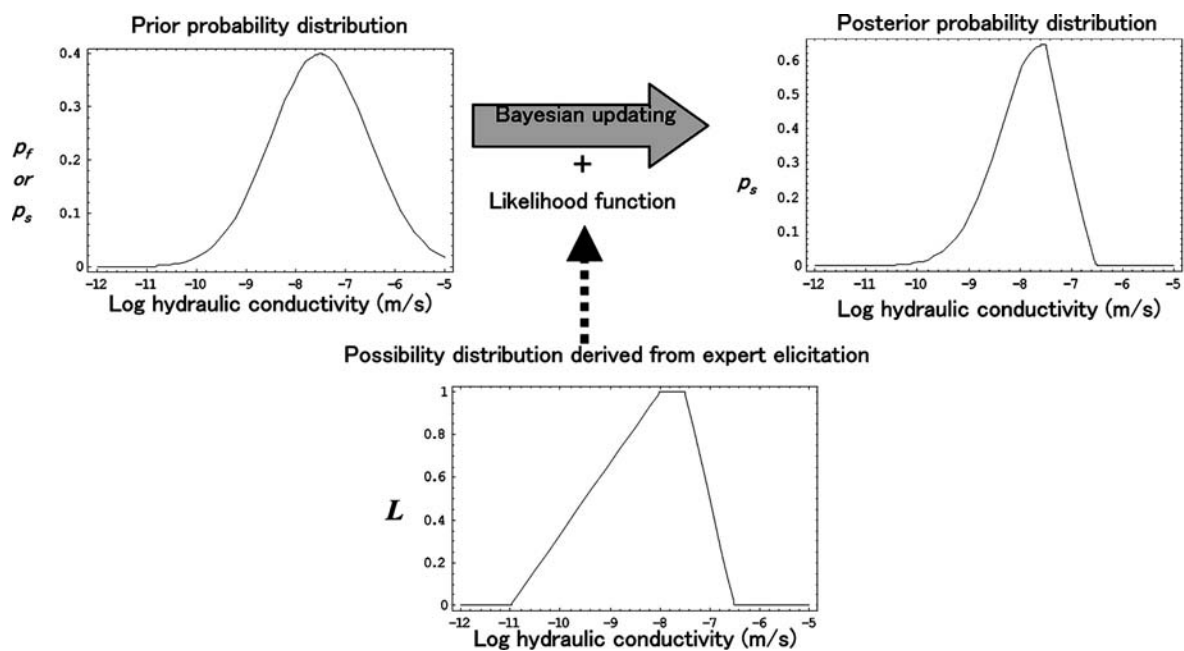 Prior probability distribution
0.4
0.3
0.2
0.1
0
p_f
or
p_s
-12 -11 -10 -9 -8 -7 -6 -5
Log hydraulic conductivity (m/s)
Bayesian updating
+
Likelihood function
Posterior probability distribution
0.6
0.5
0.4
0.3
0.2
0.1
0
p_s
-12 -11 -10 -9 -8 -7 -6 -5
Log hydraulic conductivity (m/s)
Possibility distribution derived from expert elicitation
1
0.8
0.6
0.4
0.2
0
L
-12 -11 -10 -9 -8 -7 -6 -5
Log hydraulic conductivity (m/s)